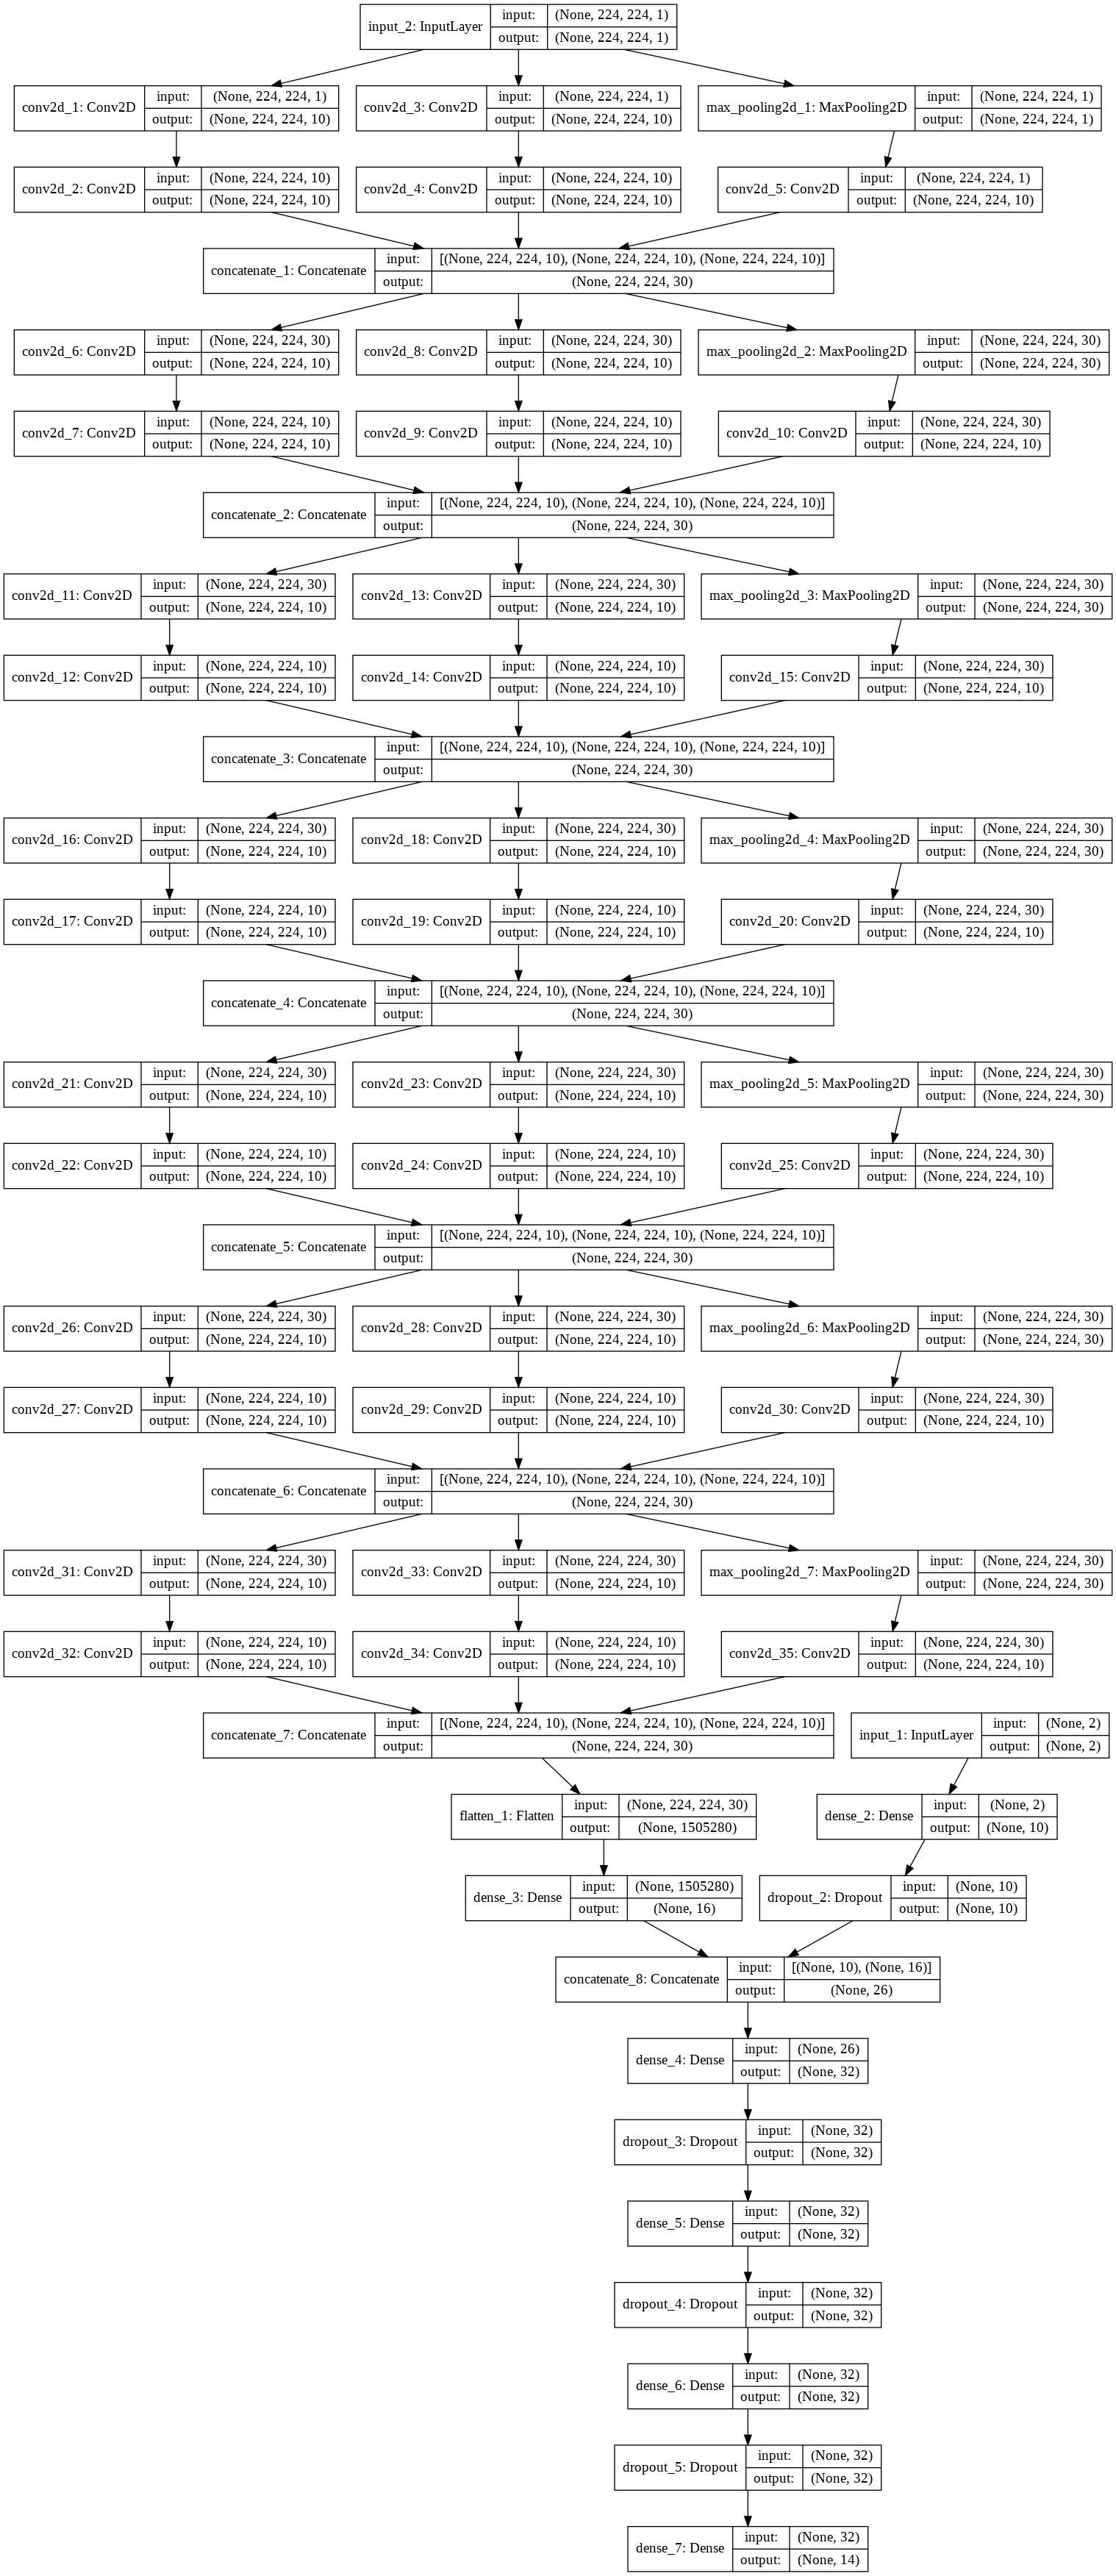 input_2: InputLayer input: (None, 224, 224, 1)
output: (None, 224, 224, 1)
conv2d_1: Conv2D input: (None, 224, 224, 1)
output: (None, 224, 224, 10)
conv2d_3: Conv2D input: (None, 224, 224, 1)
output: (None, 224, 224, 10)
max_pooling2d_1: MaxPooling2D input: (None, 224, 224, 1)
output: (None, 224, 224, 1)
conv2d_2: Conv2D input: (None, 224, 224, 10)
output: (None, 224, 224, 10)
conv2d_4: Conv2D input: (None, 224, 224, 10)
output: (None, 224, 224, 10)
conv2d_5: Conv2D input: (None, 224, 224, 1)
output: (None, 224, 224, 10)
concatenate_1: Concatenate input: [(None, 224, 224, 10), (None, 224, 224, 10), (None, 224, 224, 10)]
output: (None, 224, 224, 30)
conv2d_6: Conv2D input: (None, 224, 224, 30)
output: (None, 224, 224, 10)
conv2d_8: Conv2D input: (None, 224, 224, 30)
output: (None, 224, 224, 10)
max_pooling2d_2: MaxPooling2D input: (None, 224, 224, 30)
output: (None, 224, 224, 30)
conv2d_7: Conv2D input: (None, 224, 224, 10)
output: (None, 224, 224, 10)
conv2d_9: Conv2D input: (None, 224, 224, 10)
output: (None, 224, 224, 10)
conv2d_10: Conv2D input: (None, 224, 224, 30)
output: (None, 224, 224, 10)
concatenate_2: Concatenate input: [(None, 224, 224, 10), (None, 224, 224, 10), (None, 224, 224, 10)]
output: (None, 224, 224, 30)
conv2d_11: Conv2D input: (None, 224, 224, 30)
output: (None, 224, 224, 10)
conv2d_13: Conv2D input: (None, 224, 224, 30)
output: (None, 224, 224, 10)
max_pooling2d_3: MaxPooling2D input: (None, 224, 224, 30)
output: (None, 224, 224, 30)
conv2d_12: Conv2D input: (None, 224, 224, 10)
output: (None, 224, 224, 10)
conv2d_14: Conv2D input: (None, 224, 224, 10)
output: (None, 224, 224, 10)
conv2d_15: Conv2D input: (None, 224, 224, 30)
output: (None, 224, 224, 10)
concatenate_3: Concatenate input: [(None, 224, 224, 10), (None, 224, 224, 10), (None, 224, 224, 10)]
output: (None, 224, 224, 30)
conv2d_16: Conv2D input: (None, 224, 224, 30)
output: (None, 224, 224, 10)
conv2d_18: Conv2D input: (None, 224, 224, 30)
output: (None, 224, 224, 10)
max_pooling2d_4: MaxPooling2D input: (None, 224, 224, 30)
output: (None, 224, 224, 30)
conv2d_17: Conv2D input: (None, 224, 224, 10)
output: (None, 224, 224, 10)
conv2d_19: Conv2D input: (None, 224, 224, 10)
output: (None, 224, 224, 10)
conv2d_20: Conv2D input: (None, 224, 224, 30)
output: (None, 224, 224, 10)
concatenate_4: Concatenate input: [(None, 224, 224, 10), (None, 224, 224, 10), (None, 224, 224, 10)]
output: (None, 224, 224, 30)
conv2d_21: Conv2D input: (None, 224, 224, 30)
output: (None, 224, 224, 10)
conv2d_23: Conv2D input: (None, 224, 224, 30)
output: (None, 224, 224, 10)
max_pooling2d_5: MaxPooling2D input: (None, 224, 224, 30)
output: (None, 224, 224, 30)
conv2d_22: Conv2D input: (None, 224, 224, 10)
output: (None, 224, 224, 10)
conv2d_24: Conv2D input: (None, 224, 224, 10)
output: (None, 224, 224, 10)
conv2d_25: Conv2D input: (None, 224, 224, 30)
output: (None, 224, 224, 10)
concatenate_5: Concatenate input: [(None, 224, 224, 10), (None, 224, 224, 10), (None, 224, 224, 10)]
output: (None, 224, 224, 30)
conv2d_26: Conv2D input: (None, 224, 224, 30)
output: (None, 224, 224, 10)
conv2d_28: Conv2D input: (None, 224, 224, 30)
output: (None, 224, 224, 10)
max_pooling2d_6: MaxPooling2D input: (None, 224, 224, 30)
output: (None, 224, 224, 30)
conv2d_27: Conv2D input: (None, 224, 224, 10)
output: (None, 224, 224, 10)
conv2d_29: Conv2D input: (None, 224, 224, 10)
output: (None, 224, 224, 10)
conv2d_30: Conv2D input: (None, 224, 224, 30)
output: (None, 224, 224, 10)
concatenate_6: Concatenate input: [(None, 224, 224, 10), (None, 224, 224, 10), (None, 224, 224, 10)]
output: (None, 224, 224, 30)
conv2d_31: Conv2D input: (None, 224, 224, 30)
output: (None, 224, 224, 10)
conv2d_33: Conv2D input: (None, 224, 224, 30)
output: (None, 224, 224, 10)
max_pooling2d_7: MaxPooling2D input: (None, 224, 224, 30)
output: (None, 224, 224, 30)
conv2d_32: Conv2D input: (None, 224, 224, 10)
output: (None, 224, 224, 10)
conv2d_34: Conv2D input: (None, 224, 224, 10)
output: (None, 224, 224, 10)
conv2d_35: Conv2D input: (None, 224, 224, 30)
output: (None, 224, 224, 10)
concatenate_7: Concatenate input: [(None, 224, 224, 10), (None, 224, 224, 10), (None, 224, 224, 10)]
output: (None, 224, 224, 30)
input_1: InputLayer input: (None, 2)
output: (None, 2)
flatten_1: Flatten input: (None, 224, 224, 30)
output: (None, 1505280)
dense_2: Dense input: (None, 2)
output: (None, 10)
dense_3: Dense input: (None, 1505280)
output: (None, 16)
dropout_2: Dropout input: (None, 10)
output: (None, 10)
concatenate_8: Concatenate input: [(None, 10), (None, 16)]
output: (None, 26)
dense_4: Dense input: (None, 26)
output: (None, 32)
dropout_3: Dropout input: (None, 32)
output: (None, 32)
dense_5: Dense input: (None, 32)
output: (None, 32)
dropout_4: Dropout input: (None, 32)
output: (None, 32)
dense_6: Dense input: (None, 32)
output: (None, 32)
dropout_5: Dropout input: (None, 32)
output: (None, 32)
dense_7: Dense input: (None, 32)
output: (None, 14)